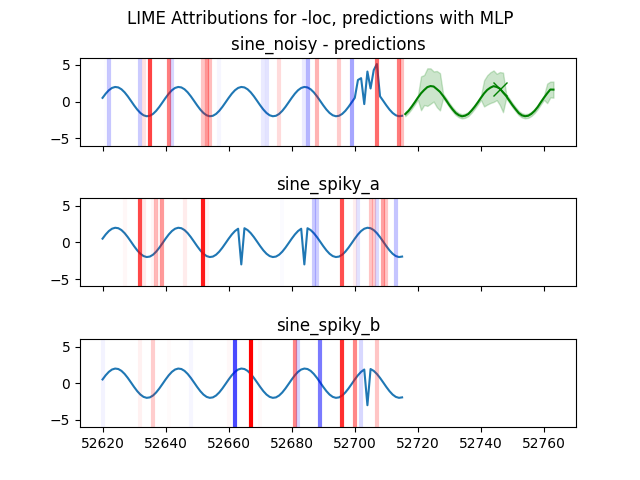 LIME Attributions for -loc, predictions with MLP
sine_noisy - predictions
5
0
−5
sine_spiky_a
5
0
−5
sine_spiky_b
5
0
−5
52620 52640 52660 52680 52700 52720 52740 52760